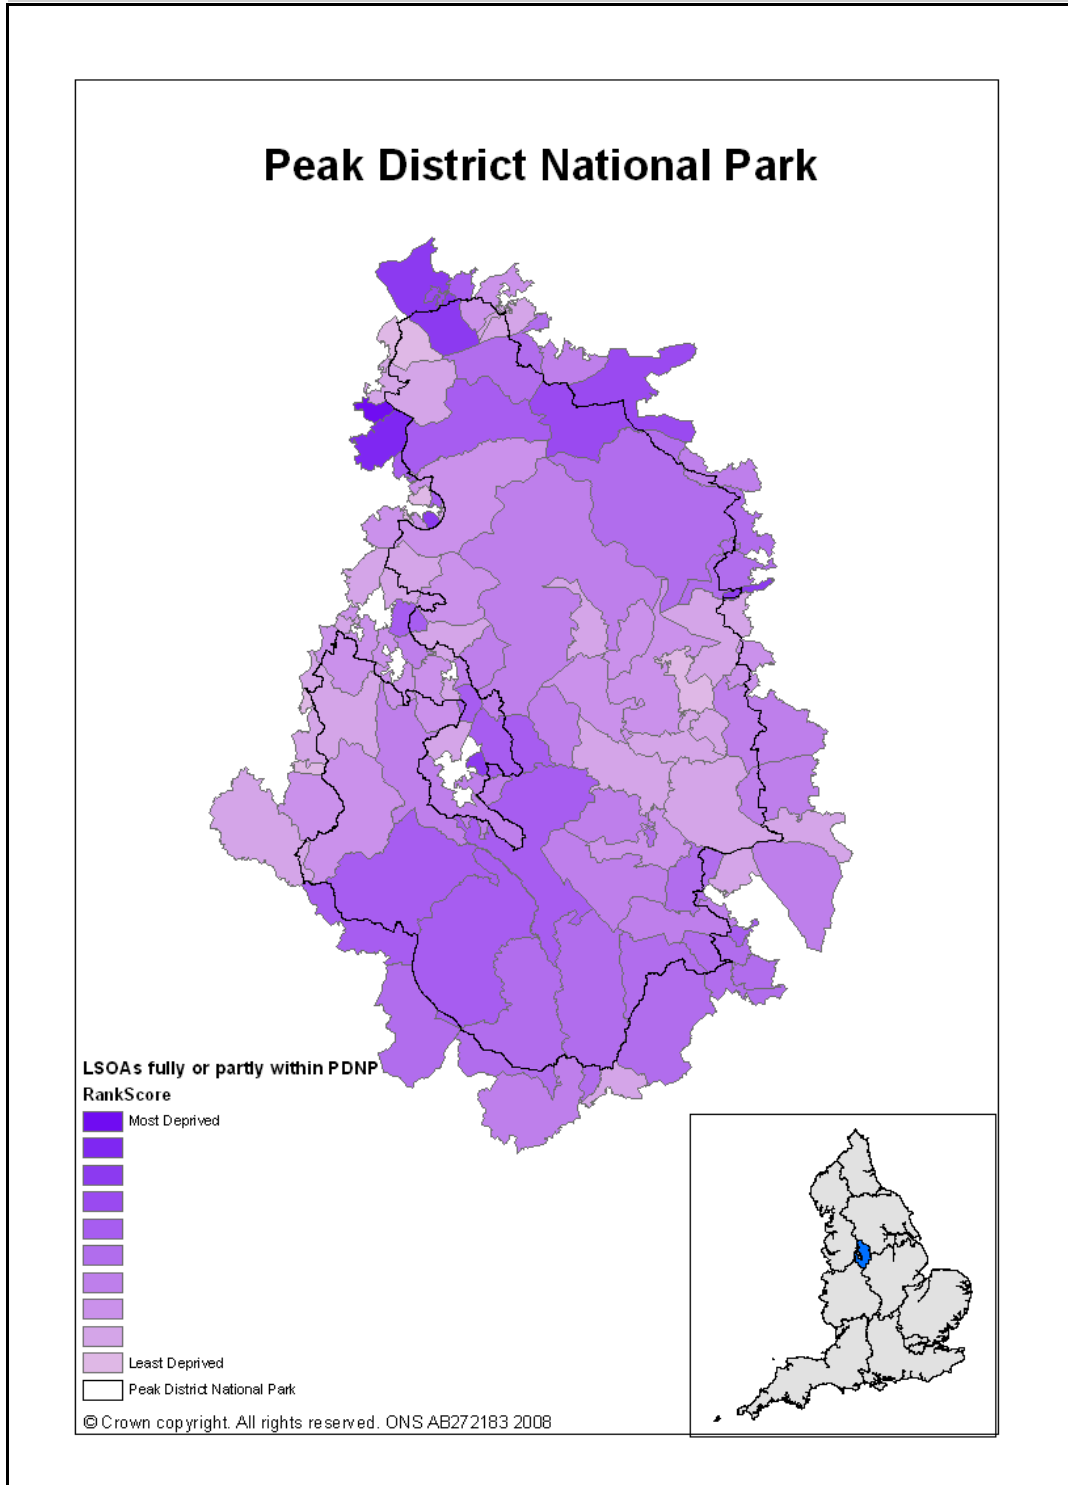 Peak District National Park
LSOAs fully or partly within PDNP
RankScore
Most Deprived
Least Deprived
Peak District National Park
© Crown copyright. All rights reserved. ONS AB272183 2008